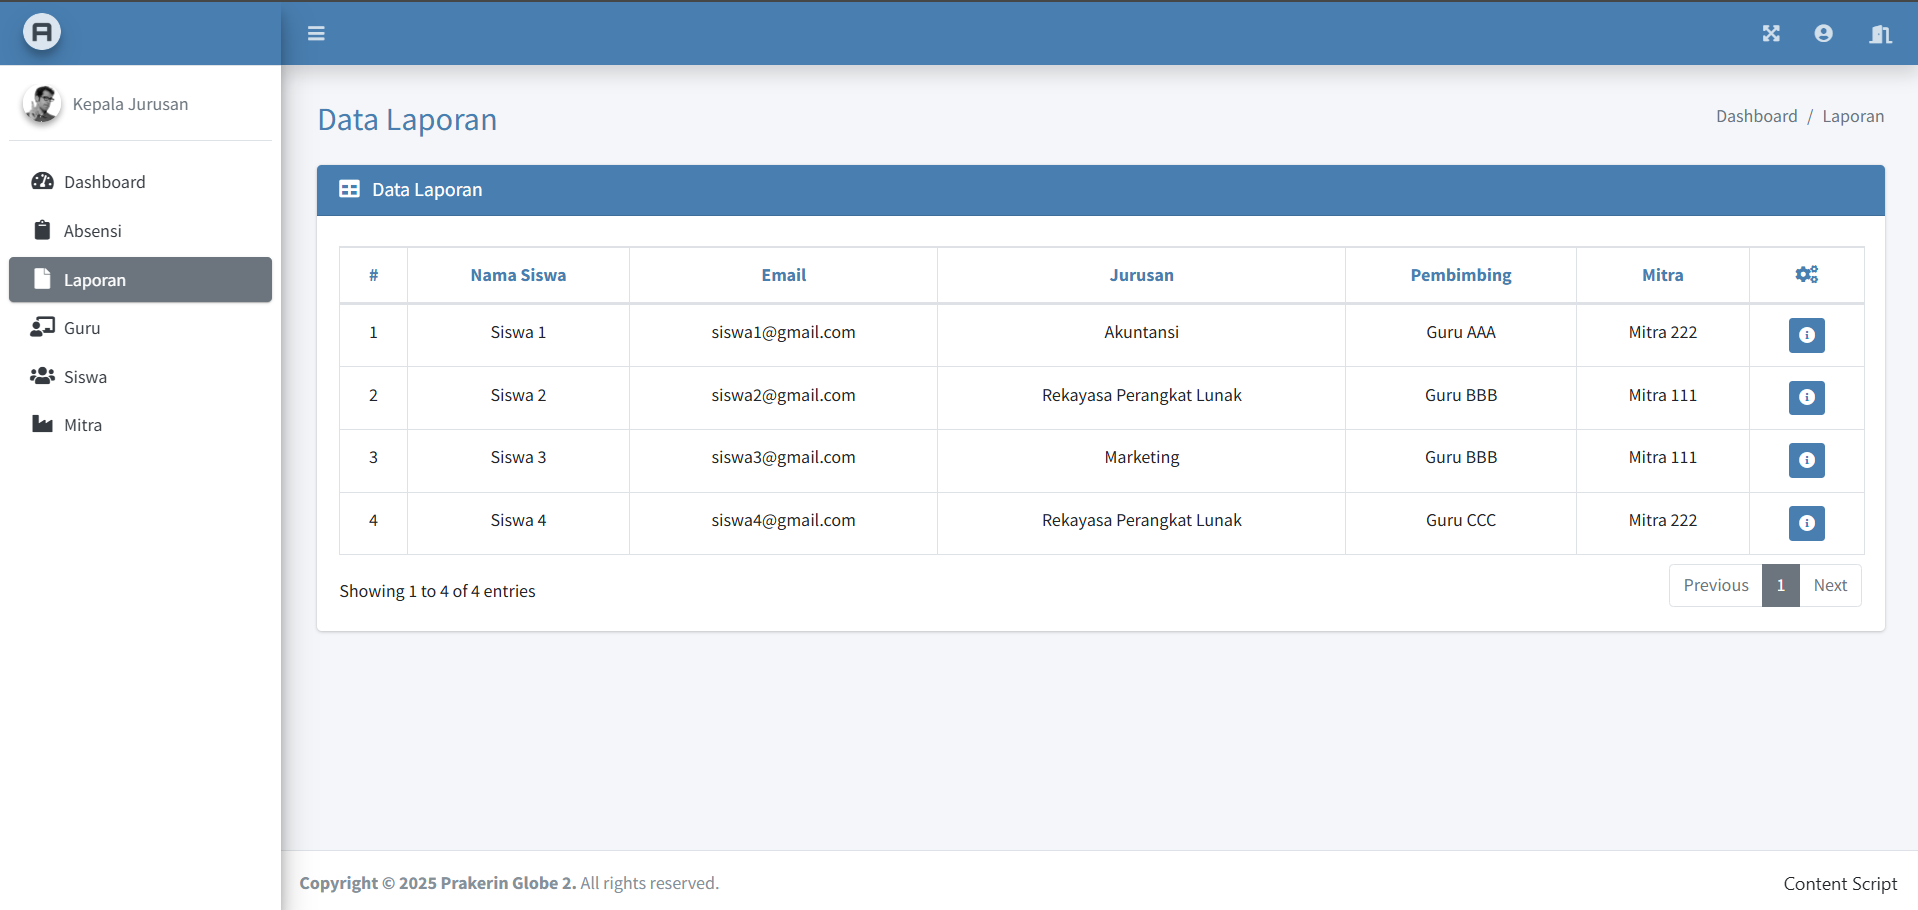 A
Kepala Jurusan
Dashboard
Absensi
Laporan
Guru
Siswa
Mitra
Data Laporan
Dashboard / Laporan
Data Laporan
# Nama Siswa Email Jurusan Pembimbing Mitra
1 Siswa 1 siswa1@gmail.com Akuntansi Guru AAA Mitra 222
2 Siswa 2 siswa2@gmail.com Rekayasa Perangkat Lunak Guru BBB Mitra 111
3 Siswa 3 siswa3@gmail.com Marketing Guru BBB Mitra 111
4 Siswa 4 siswa4@gmail.com Rekayasa Perangkat Lunak Guru CCC Mitra 222
Showing 1 to 4 of 4 entries
Previous 1 Next
Copyright © 2025 Prakerin Globe 2. All rights reserved.
Content Script